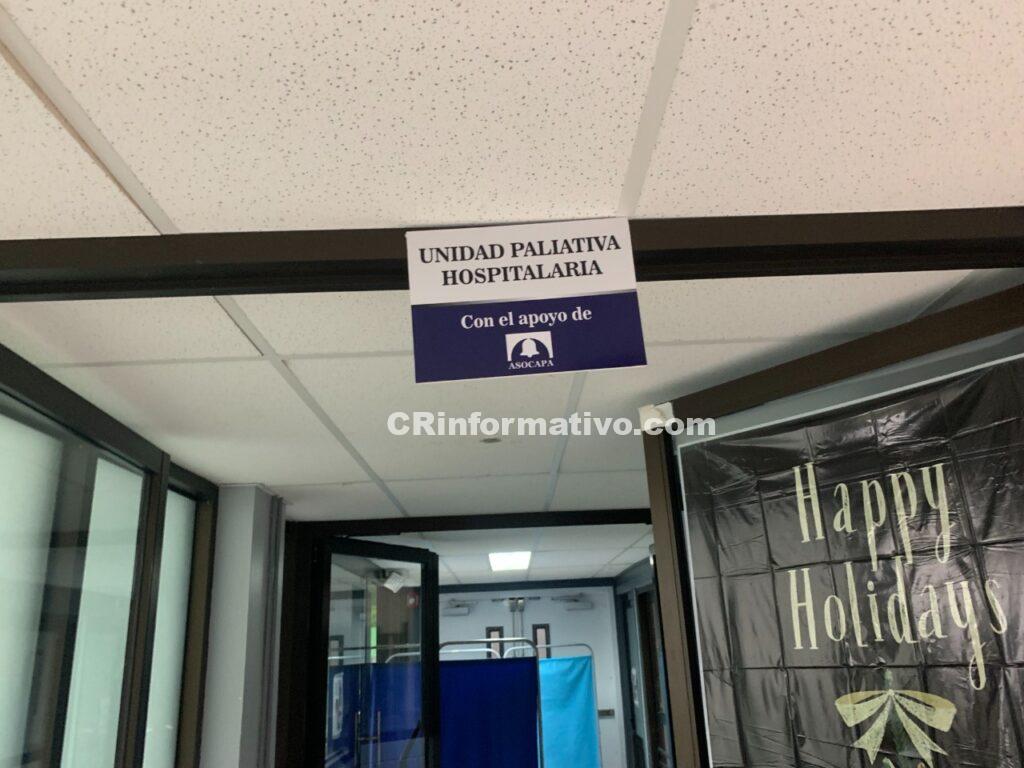 UNIDAD PALIATIVA
HOSPITALARIA
Con el apoyo de
ASOCAPA
CRinformativo.com
Happy
Holidays